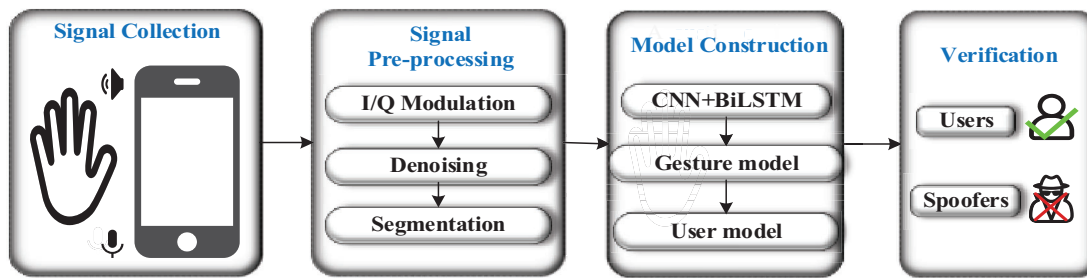 Signal Collection
Signal
Pre-processing
I/Q Modulation
Denoising
Segmentation
Model Construction
CNN+BiLSTM
Gesture model
User model
Verification
Users
Spoofers